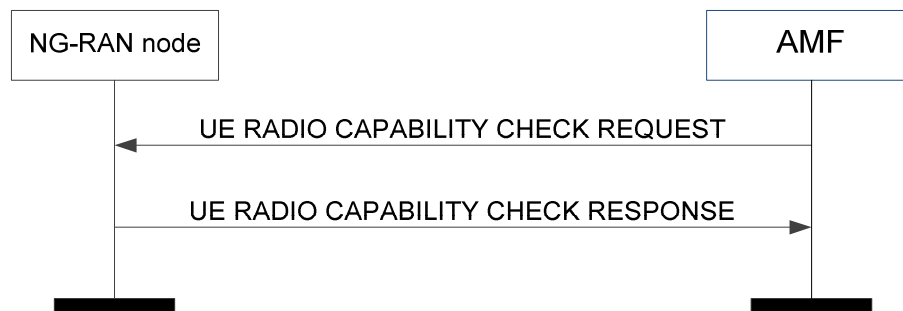 NG-RAN node
AMF
UE RADIO CAPABILITY CHECK REQUEST
UE RADIO CAPABILITY CHECK RESPONSE